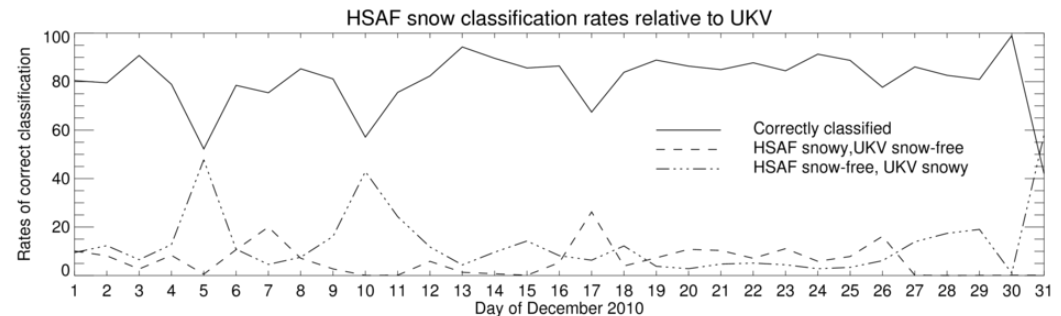 HSAF snow classification rates relative to UKV
Rates of correct classification
100
80
60
40
20
0
Correctly classified
HSAF snowy,UKV snow-free
HSAF snow-free, UKV snowy
1 2 3 4 5 6 7 8 9 10 11 12 13 14 15 16 17 18 19 20 21 22 23 24 25 26 27 28 29 30 31
Day of December 2010